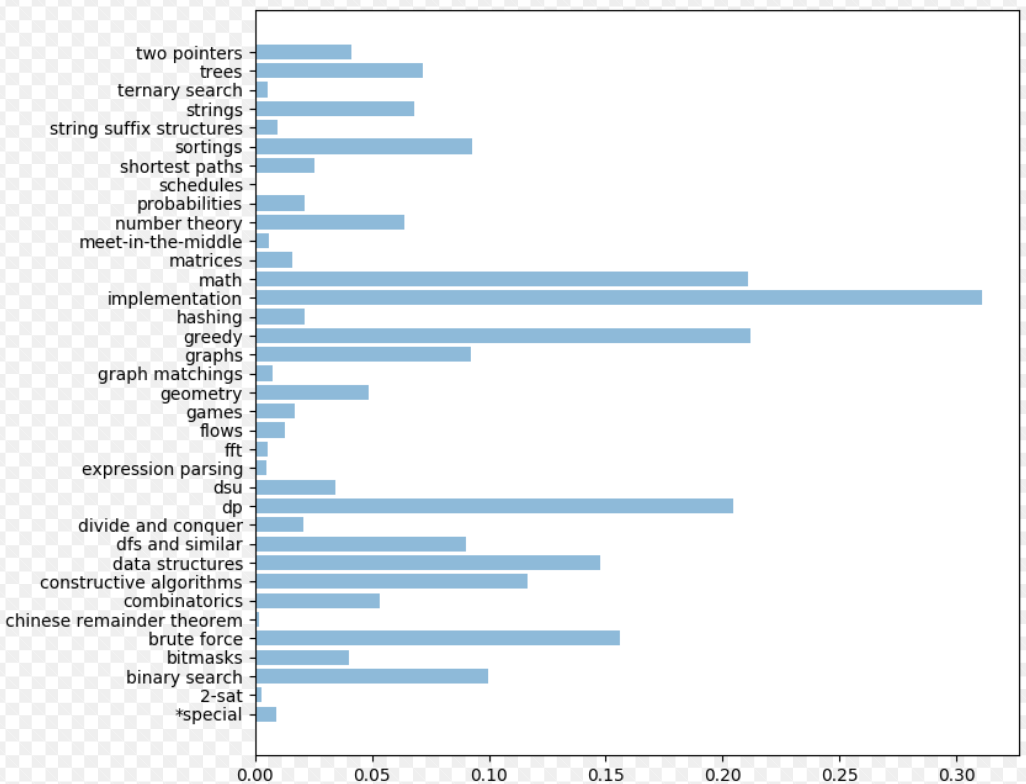 two pointers
trees
ternary search
strings
string suffix structures
sortings
shortest paths
schedules
probabilities
number theory
meet-in-the-middle
matrices
math
implementation
hashing
greedy
graphs
graph matchings
geometry
games
flows
fft
expression parsing
dsu
dp
divide and conquer
dfs and similar
data structures
constructive algorithms
combinatorics
chinese remainder theorem
brute force
bitmasks
binary search
2-sat
*special
0.00 0.05 0.10 0.15 0.20 0.25 0.30